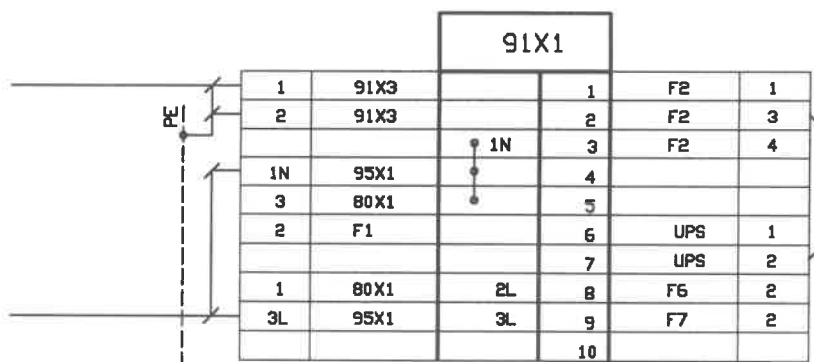 91X1
1 91X3 1 F2 1
PE 2 91X3 2 F2 3
1N 3 F2 4
1N 95X1 4
3 80X1 5
2 F1 6 UPS 1
7 UPS 2
1 80X1 2L 8 F6 2
3L 95X1 3L 9 F7 2
10